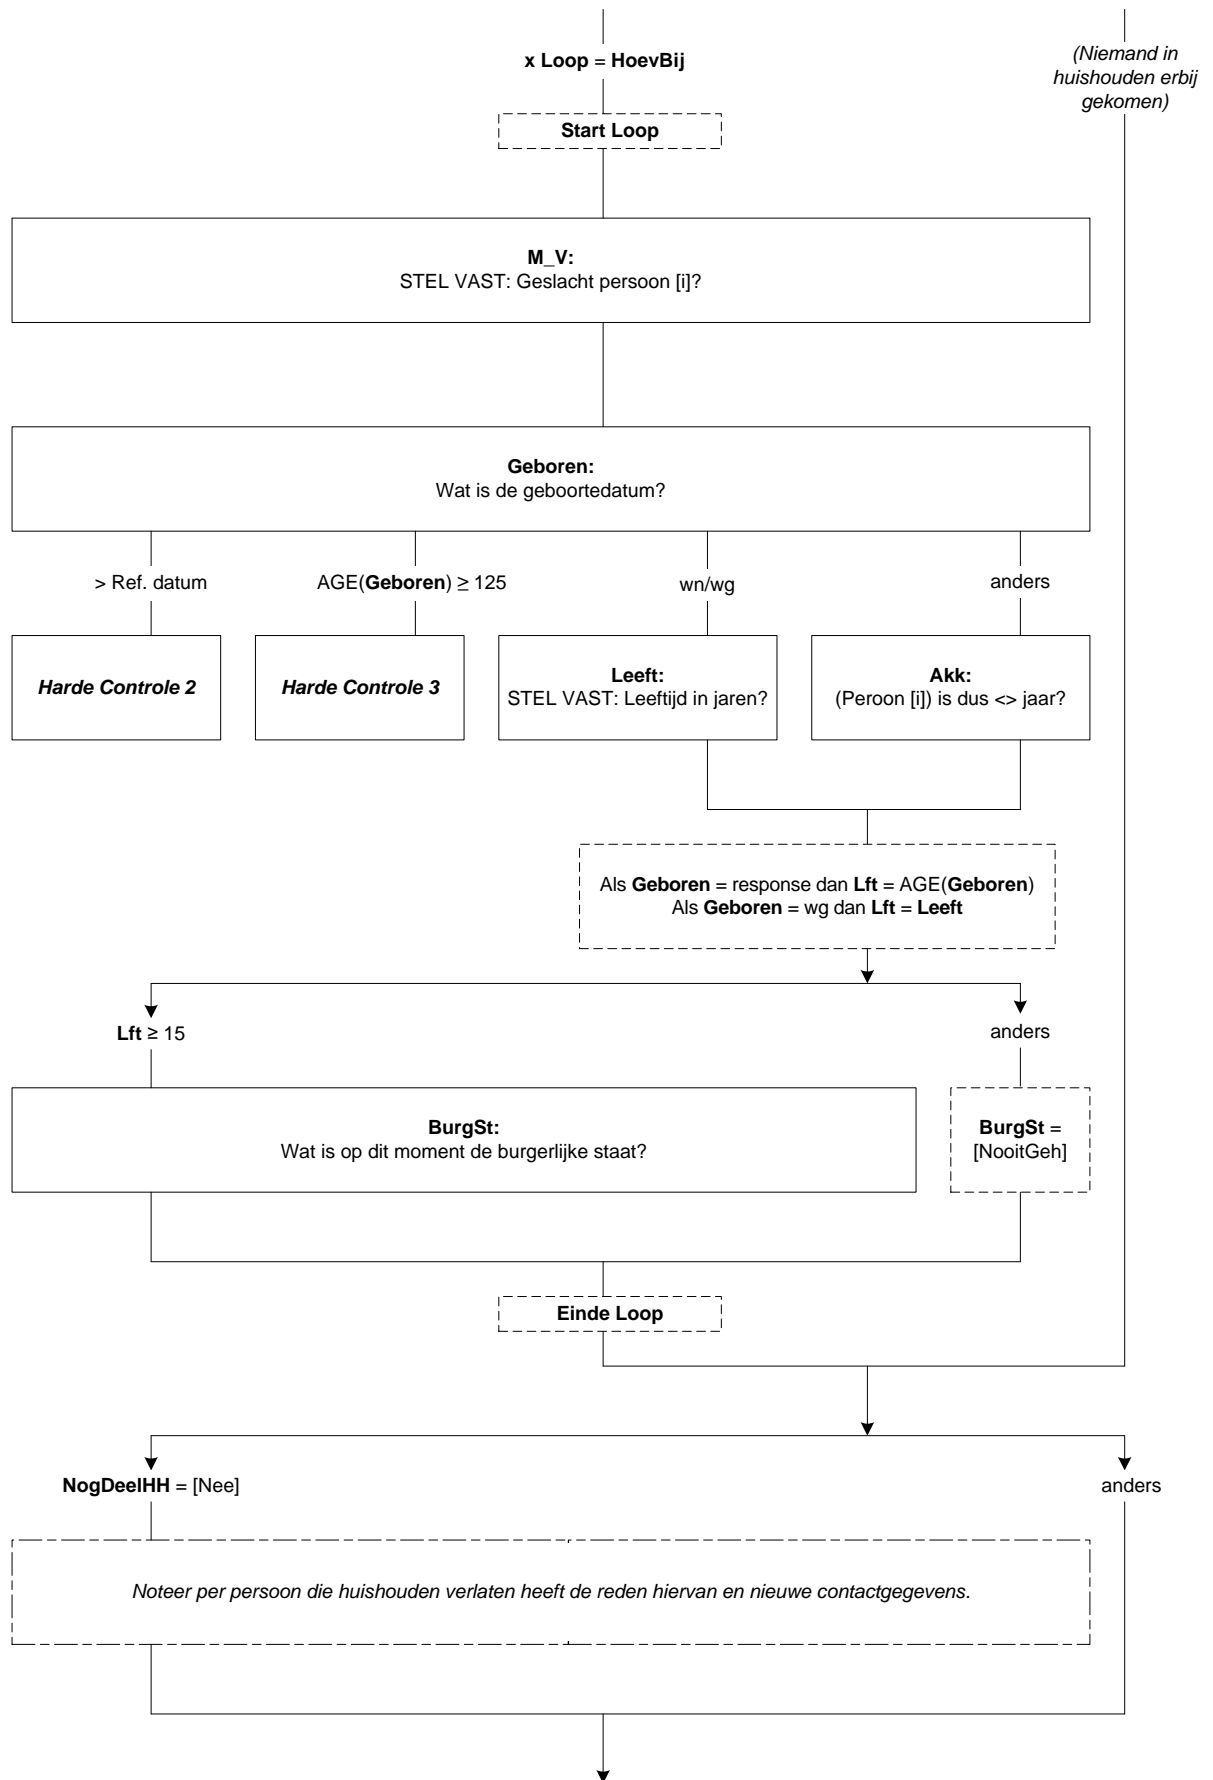 x Loop = HoevBij
(Niemand in
huishouden erbij
gekomen)
Start Loop
M_V:
STEL VAST: Geslacht persoon [i]?
Geboren:
Wat is de geboortedatum?
> Ref. datum
AGE(Geboren) ≥ 125
wn/wg
anders
Harde Controle 2
Harde Controle 3
Leeft:
STEL VAST: Leeftijd in jaren?
Akk:
(Peroon [i]) is dus <> jaar?
Als Geboren = response dan Lft = AGE(Geboren)
Als Geboren = wg dan Lft = Leeft
Lft ≥ 15
anders
BurgSt:
Wat is op dit moment de burgerlijke staat?
BurgSt =
[NooitGeh]
Einde Loop
NogDeelHH = [Nee]
anders
Noteer per persoon die huishouden verlaten heeft de reden hiervan en nieuwe contactgegevens.